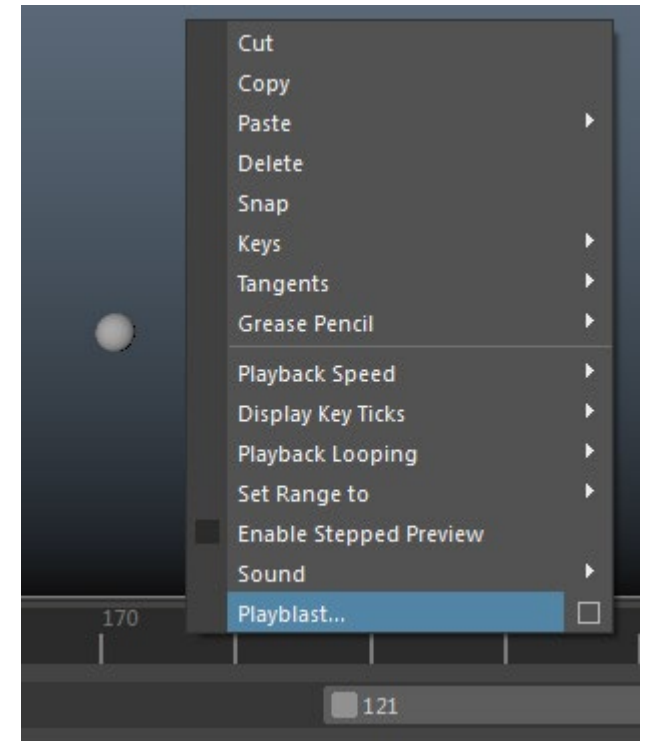 Cut
Copy
Paste
Delete
Snap
Keys
Tangents
Grease Pencil
Playback Speed
Display Key Ticks
Playback Looping
Set Range to
Enable Stepped Preview
Sound
Playblast...
170
121